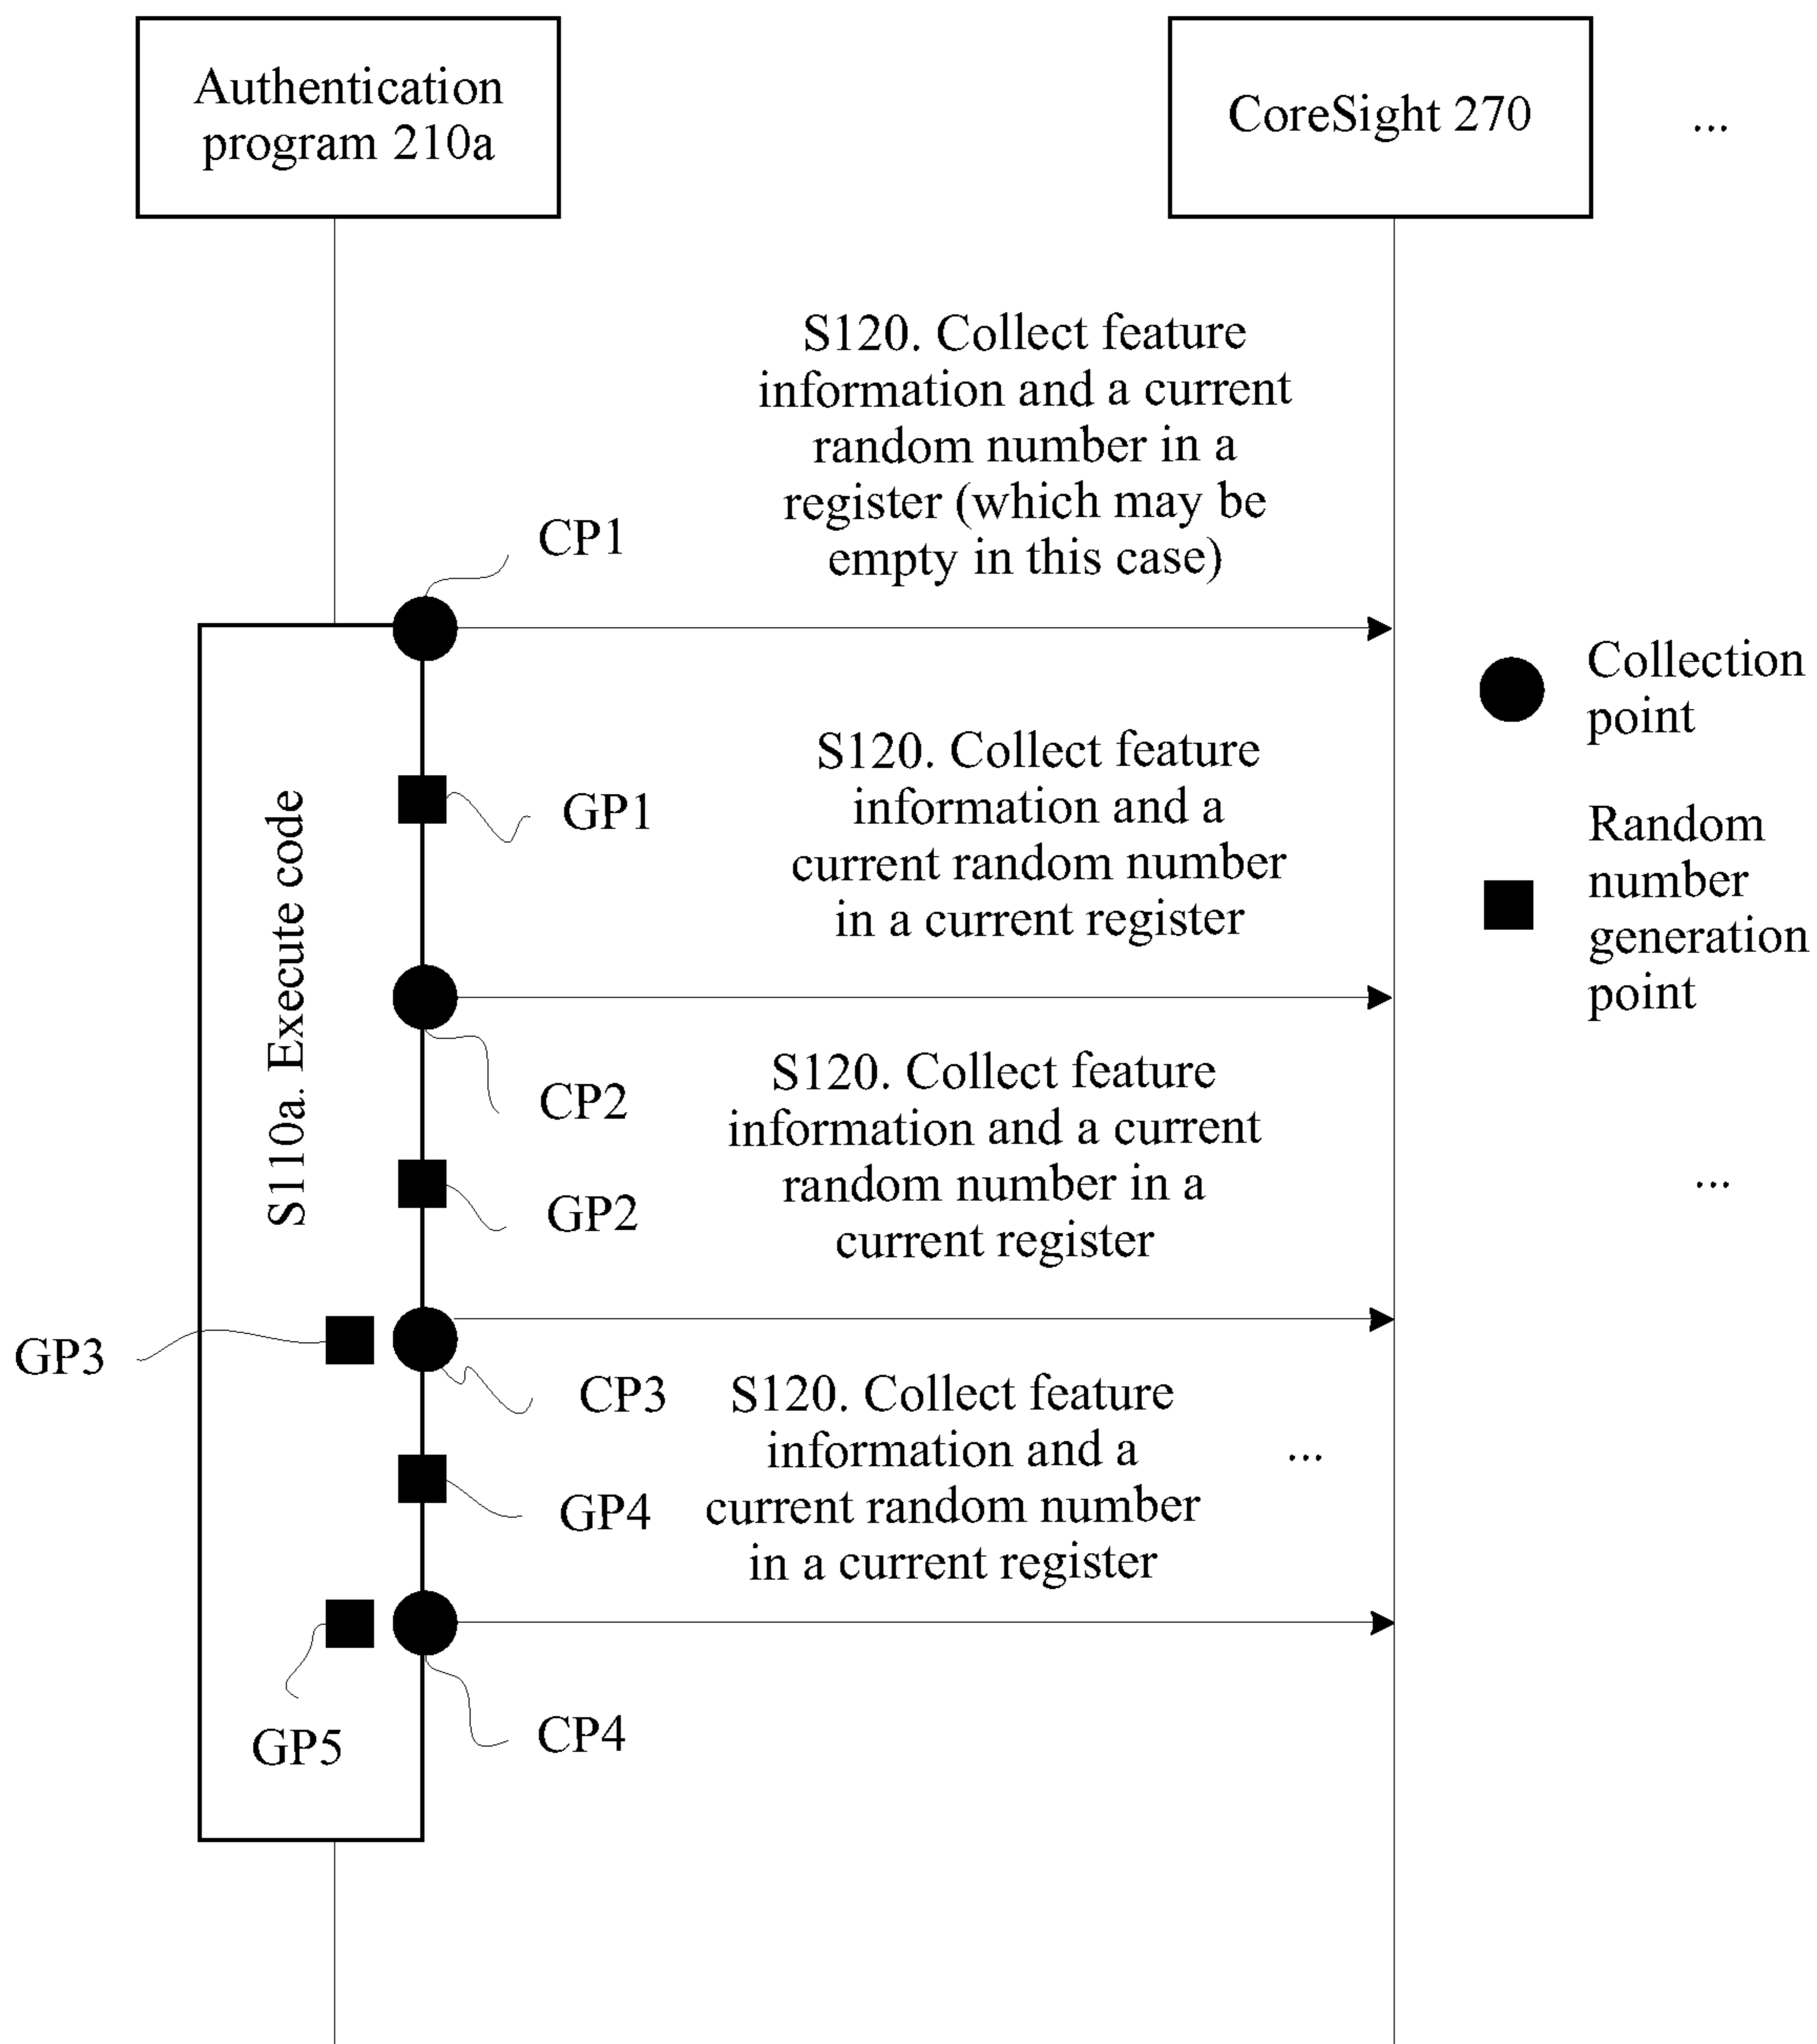 Authentication
program 210a
CoreSight 270
...
S120. Collect feature
information and a current
random number in a
register (which may be
empty in this case)
CP1
Collection
point
S120. Collect feature
information and a
current random number
in a current register
GP1
Random
number
generation
point
S110a. Execute code
CP2
S120. Collect feature
information and a current
random number in a
current register
...
GP2
GP3
CP3
S120. Collect feature
information and a
current random number
in a current register
...
GP4
GP5
CP4